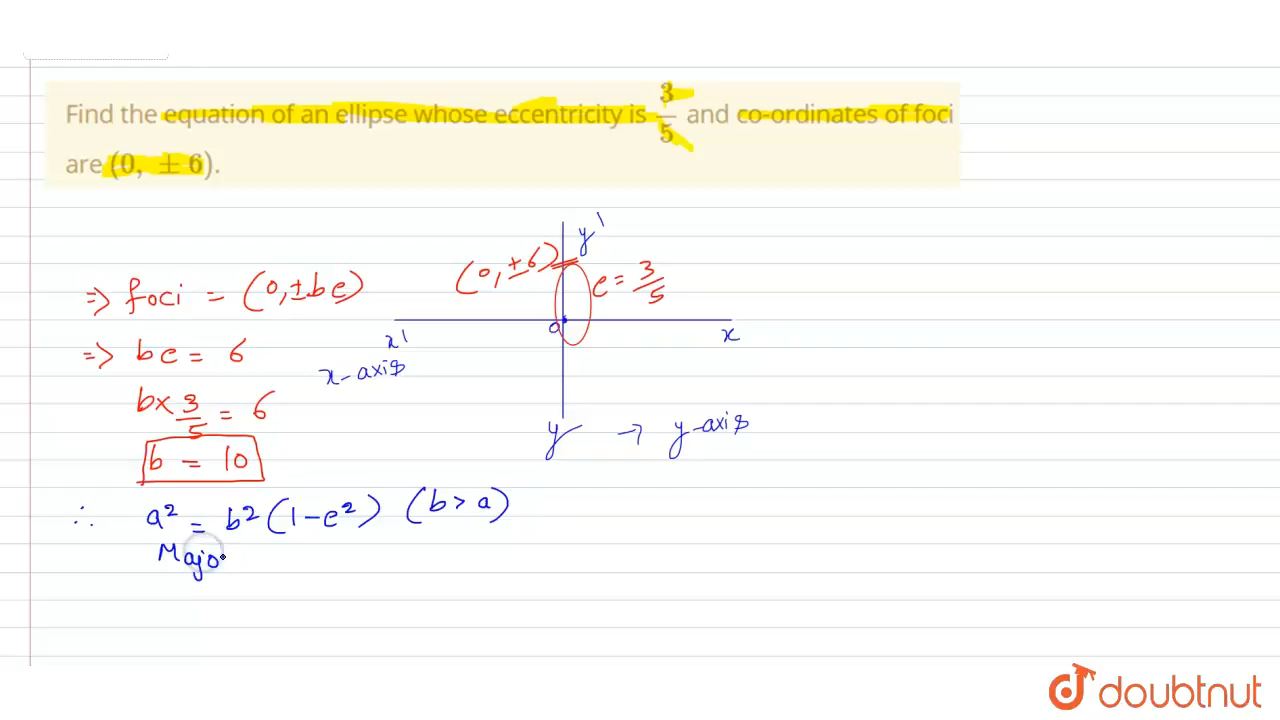 Find the equation of an ellipse whose eccentricity is 3/5 and co-ordinates of foci
are (0, ±6).
y'
(0, ±6)
e = 3/5
⇒ foci = (0, ±be)
0
x'
x
⇒ be = 6
x-axis
b × 3/5 = 6
y → y-axis
b = 10
∴ a² = b² (1 - e²) (b > a)
Majo
doubtnut